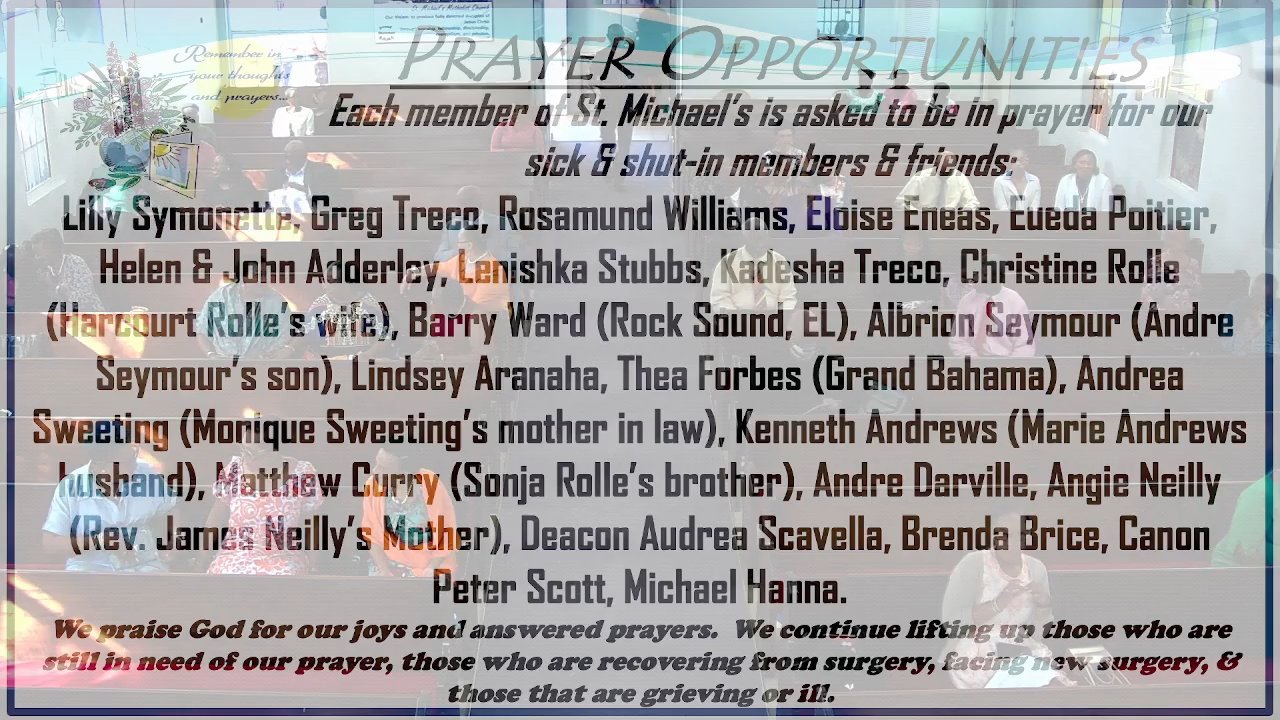 St. Michael's Methodist Church
Remember in
your thoughts
and prayers...
PRAYER OPPORTUNITIES
Each member of St. Michael's is asked to be in prayer for our
sick & shut-in members & friends:
Lilly Symonette, Greg Treco, Rosamund Williams, Eloise Eneas, Eueda Poitier,
Helen & John Adderley, Lenishka Stubbs, Kadesha Treco, Christine Rolle
(Harcourt Rolle's wife), Barry Ward (Rock Sound, EL), Albrion Seymour (Andre
Seymour's son), Lindsey Aranaha, Thea Forbes (Grand Bahama), Andrea
Sweeting (Monique Sweeting's mother in law), Kenneth Andrews (Marie Andrews
husband), Matthew Curry (Sonja Rolle's brother), Andre Darville, Angie Neilly
(Rev. James Neilly's Mother), Deacon Audrea Scavella, Brenda Brice, Canon
Peter Scott, Michael Hanna.
We praise God for our joys and answered prayers. We continue lifting up those who are
still in need of our prayer, those who are recovering from surgery, facing new surgery, &
those that are grieving or ill.